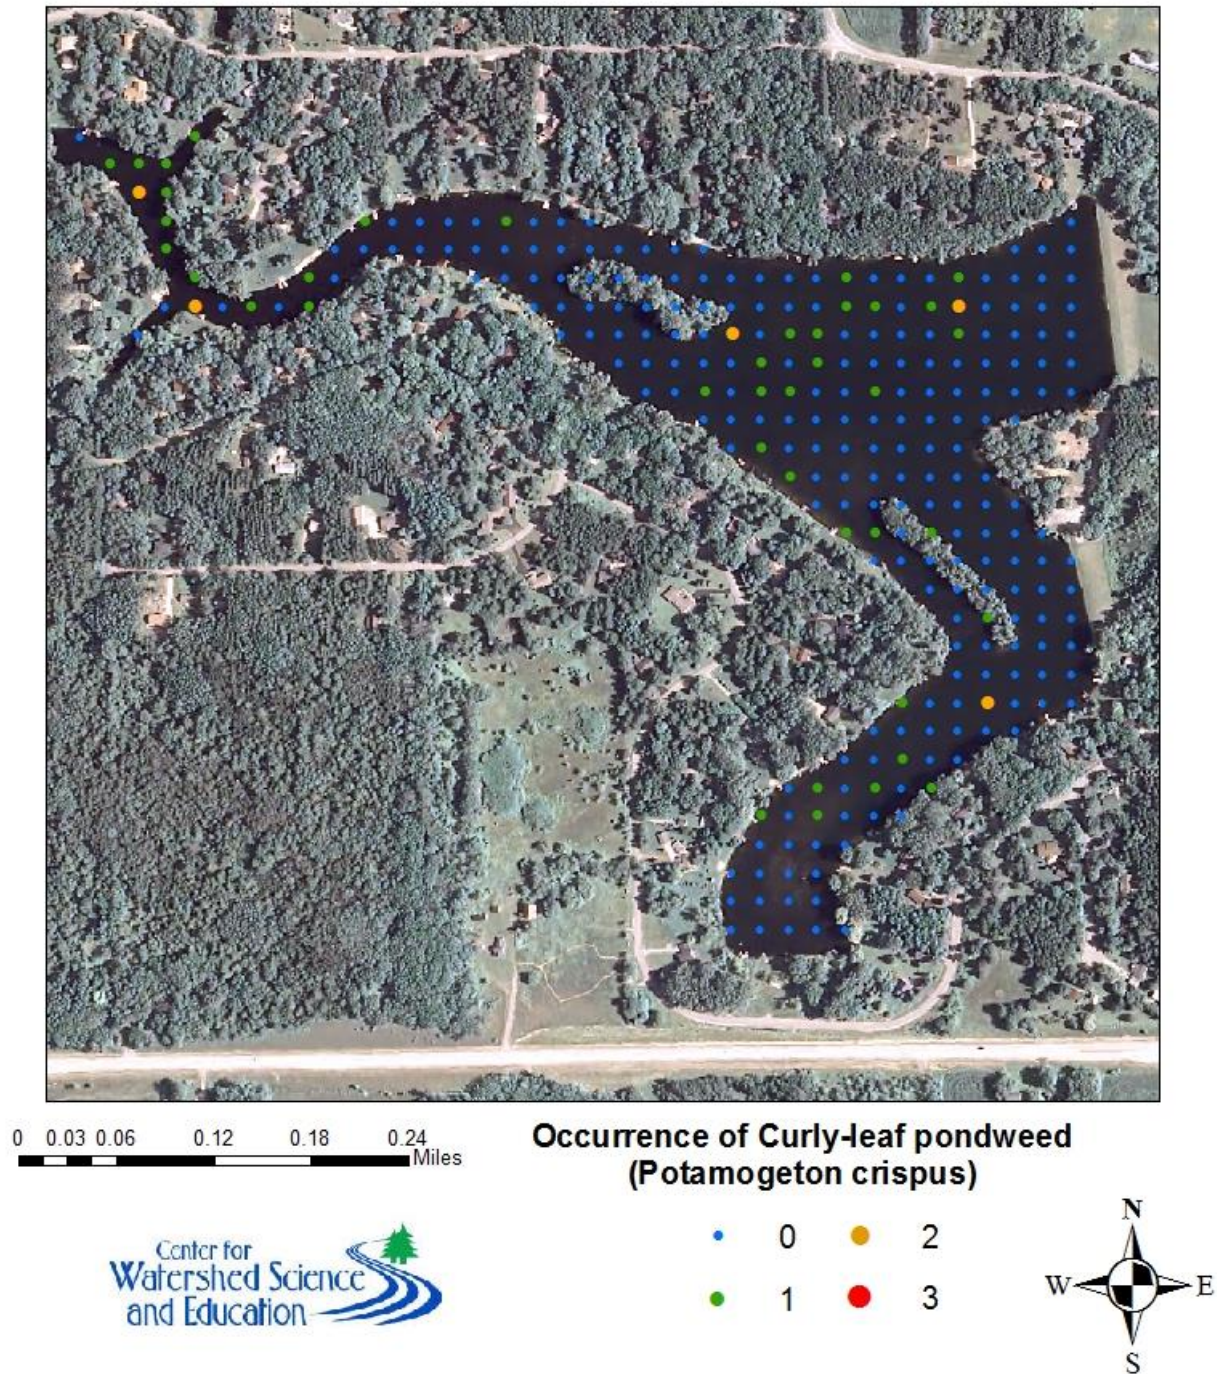 0 0.03 0.06 0.12 0.18 0.24
Miles
Occurrence of Curly-leaf pondweed
(Potamogeton crispus)
0 2
1 3
Center for
Watershed Science
and Education
N
W E
S